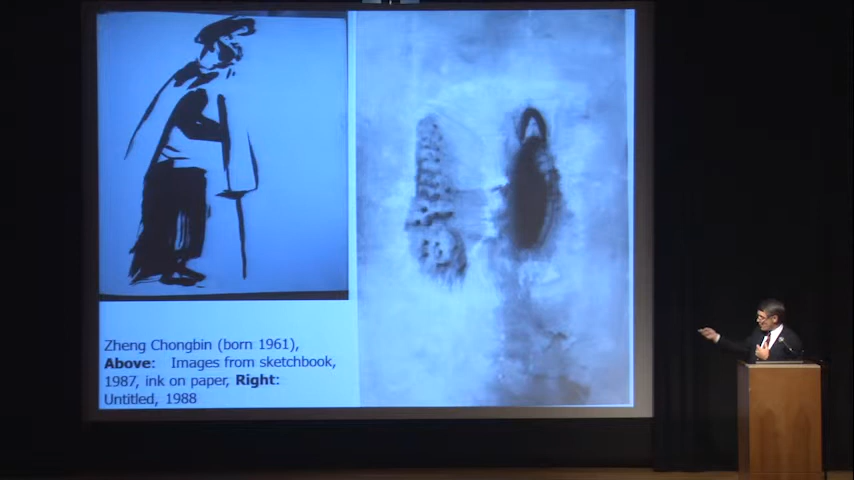 Zheng Chongbin (born 1961),
Above: Images from sketchbook,
1987, ink on paper, Right:
Untitled, 1988